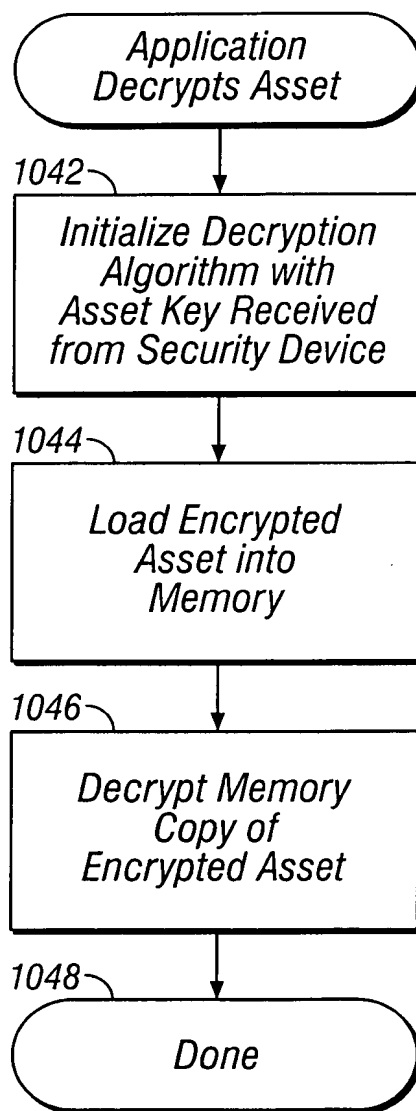 Application
Decrypts Asset
1042
Initialize Decryption
Algorithm with
Asset Key Received
from Security Device
1044
Load Encrypted
Asset into
Memory
1046
Decrypt Memory
Copy of
Encrypted Asset
1048
Done